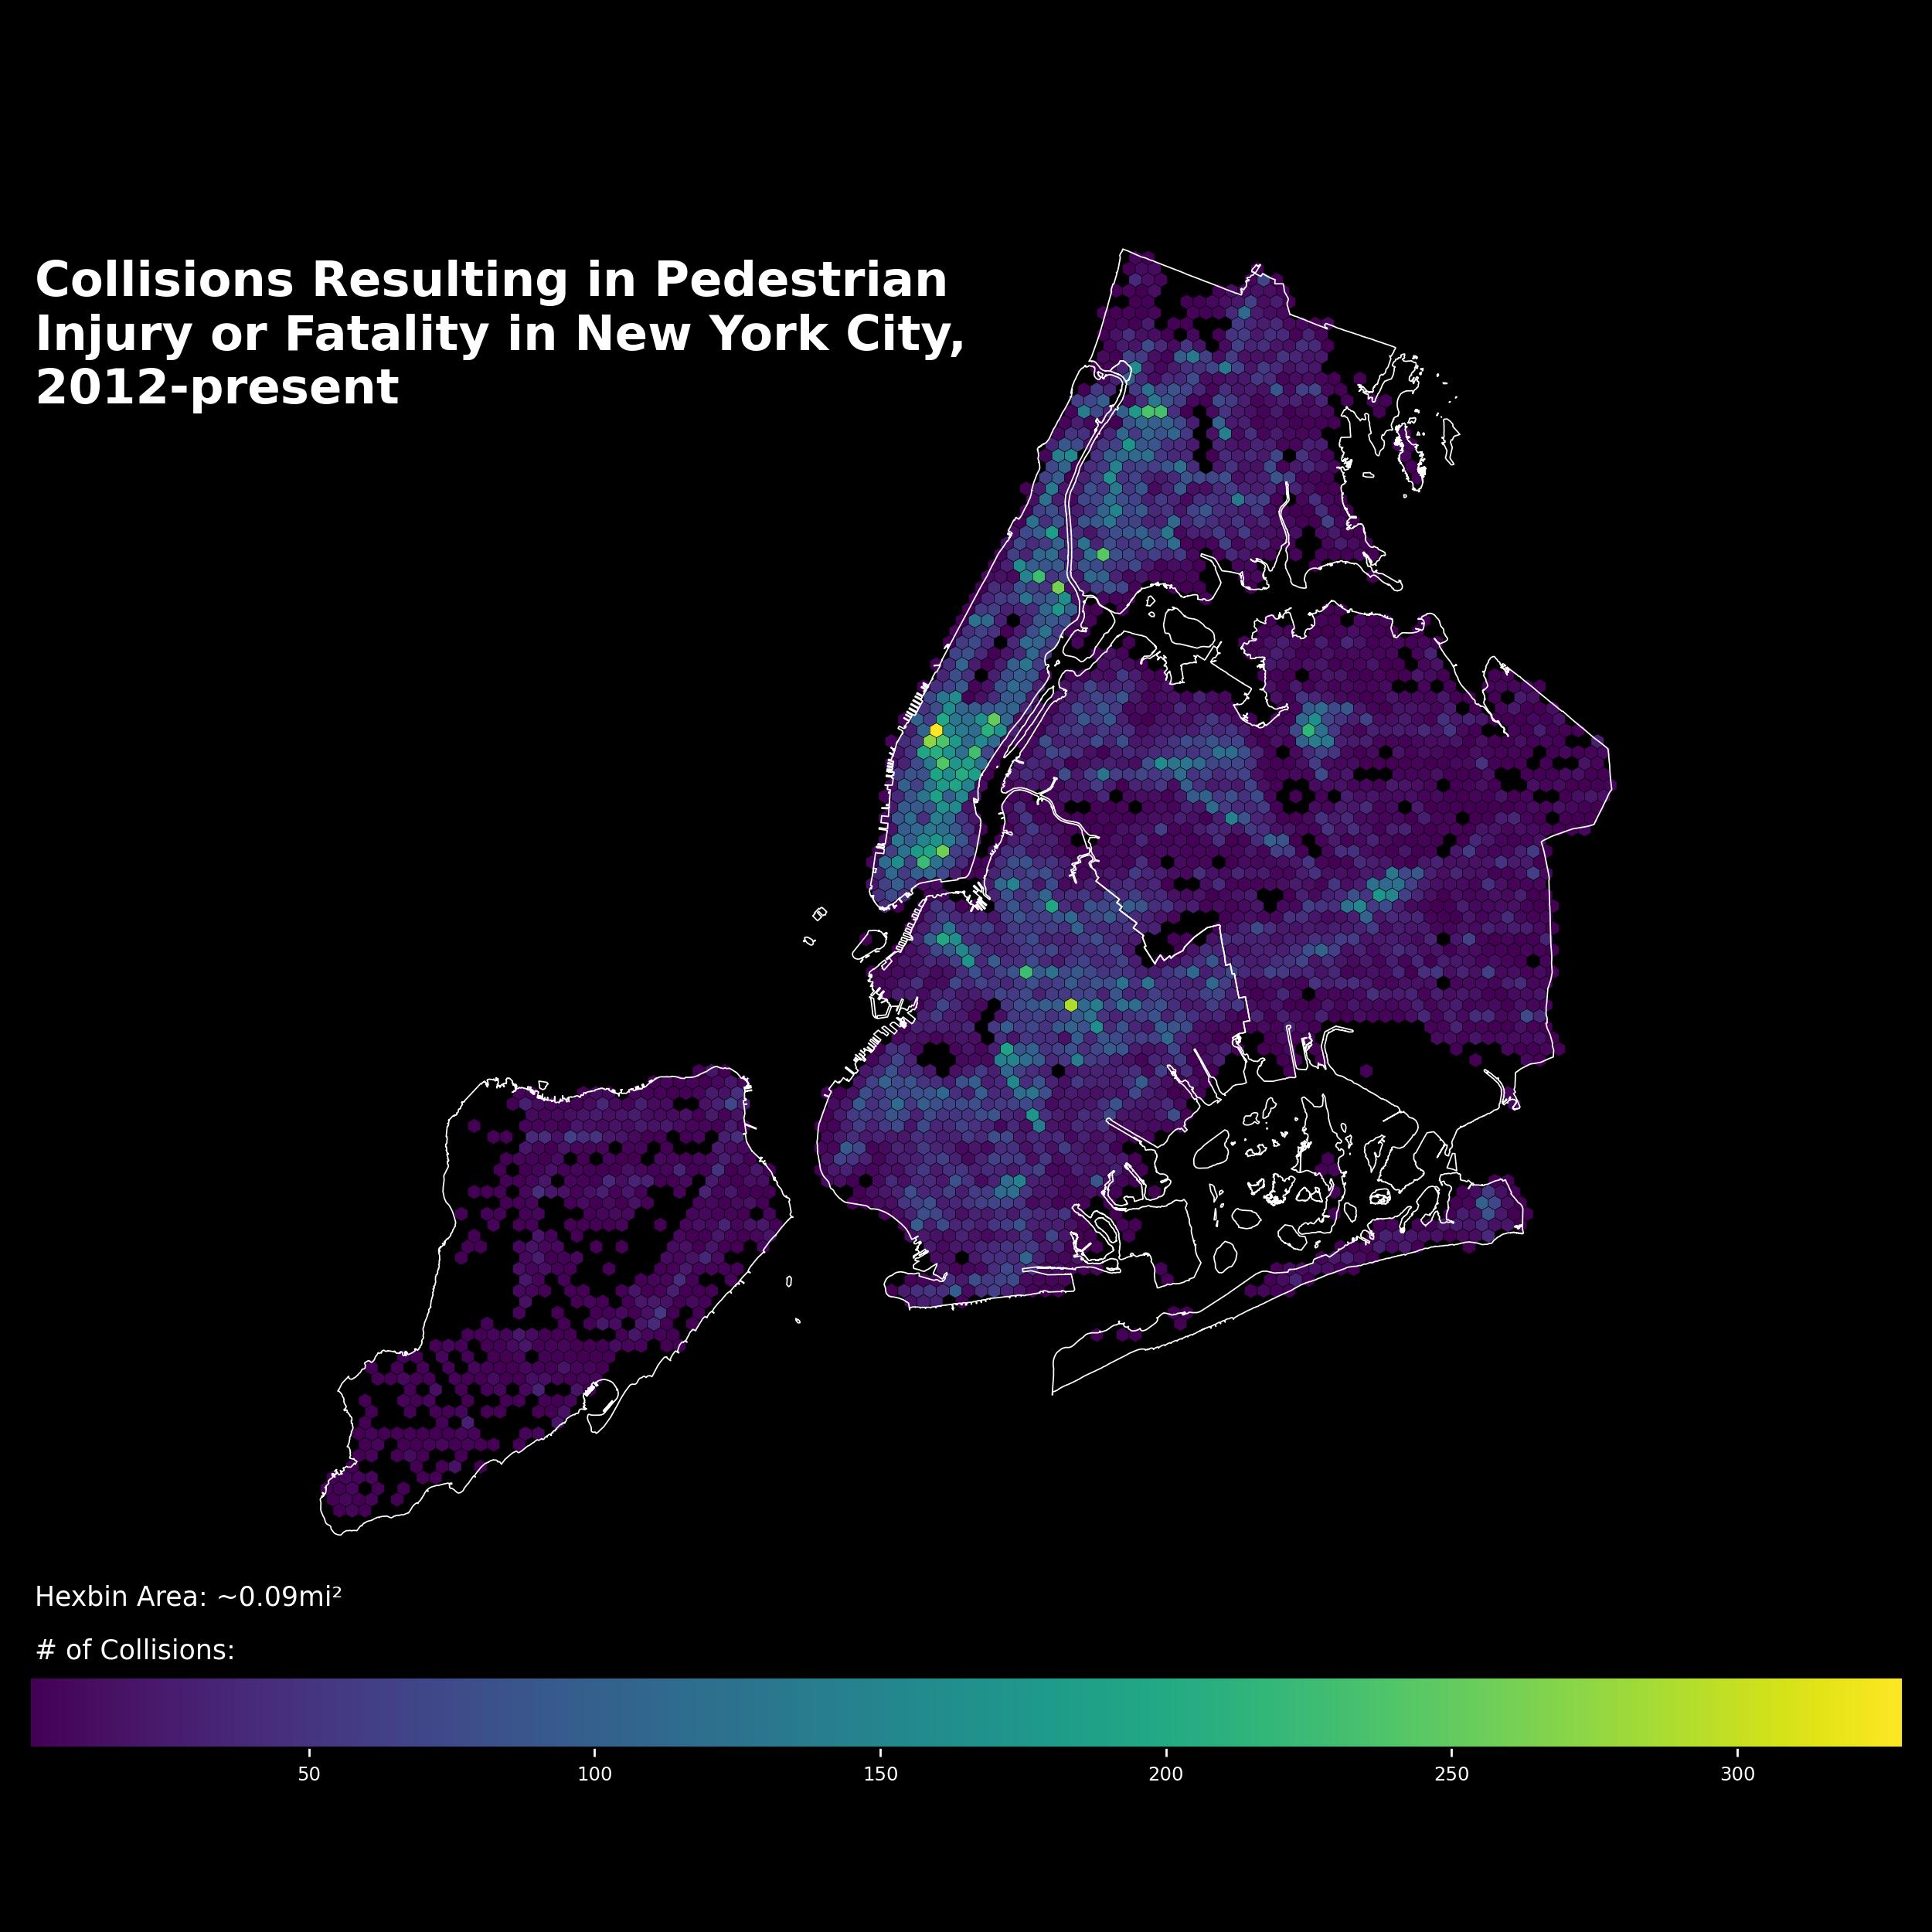 Collisions Resulting in Pedestrian
Injury or Fatality in New York City,
2012-present
Hexbin Area: ~0.09mi²
# of Collisions:
50 100 150 200 250 300